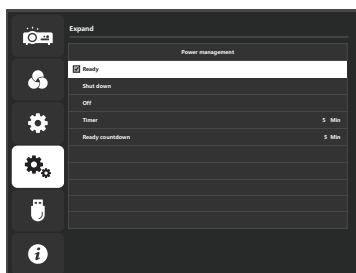 Expand
Power management
Ready
Shut down
Off
Timer 5 Min
Ready countdown 5 Min